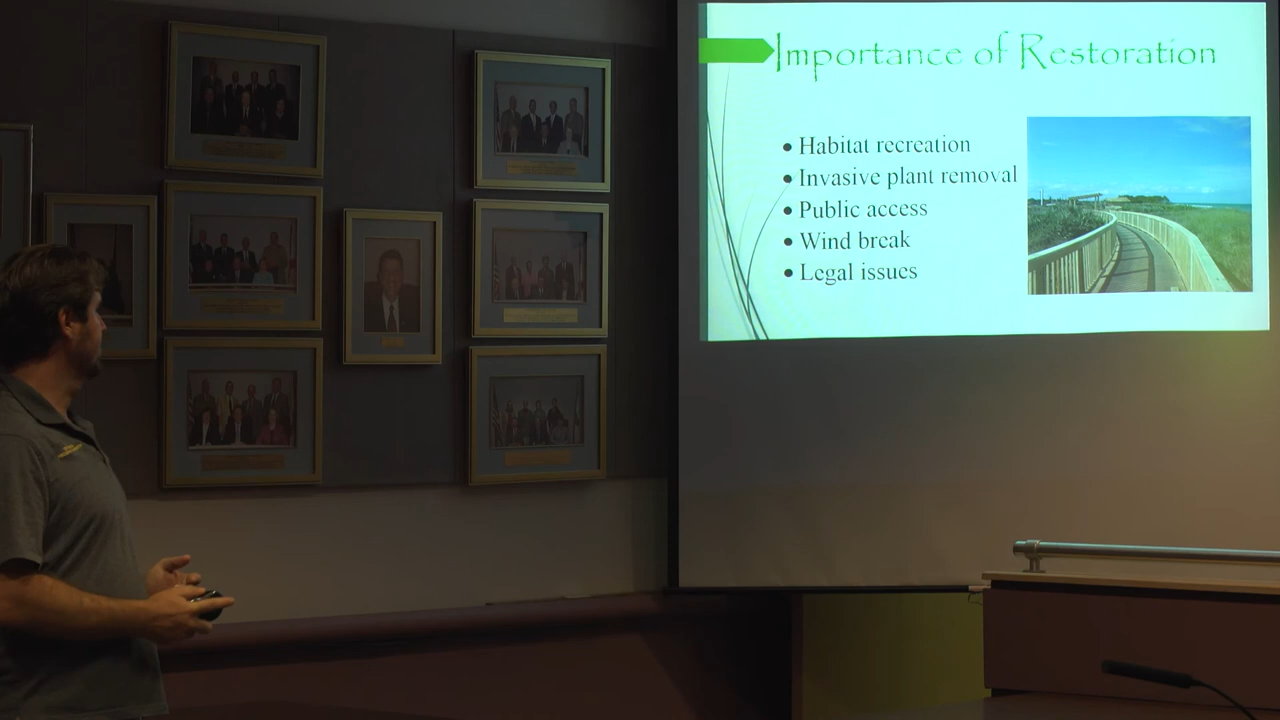 Importance of Restoration
• Habitat recreation
• Invasive plant removal
• Public access
• Wind break
• Legal issues